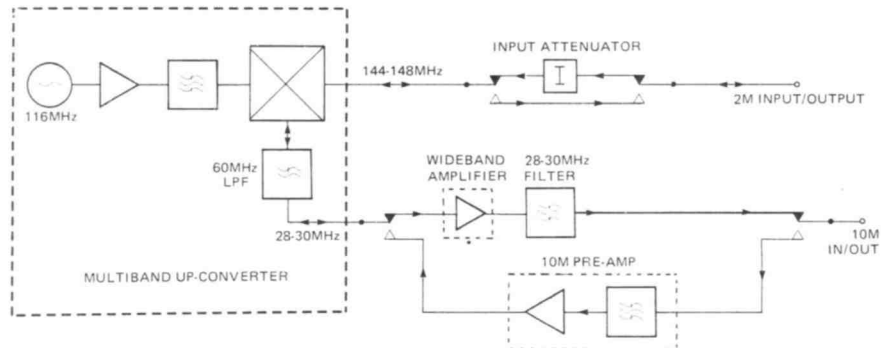 INPUT ATTENUATOR
144-148MHz
I
116MHz
2M INPUT/OUTPUT
60MHz
LPF
WIDEBAND
AMPLIFIER
28-30MHz
FILTER
28-30MHz
10M
IN/OUT
MULTIBAND UP-CONVERTER
10M PRE-AMP